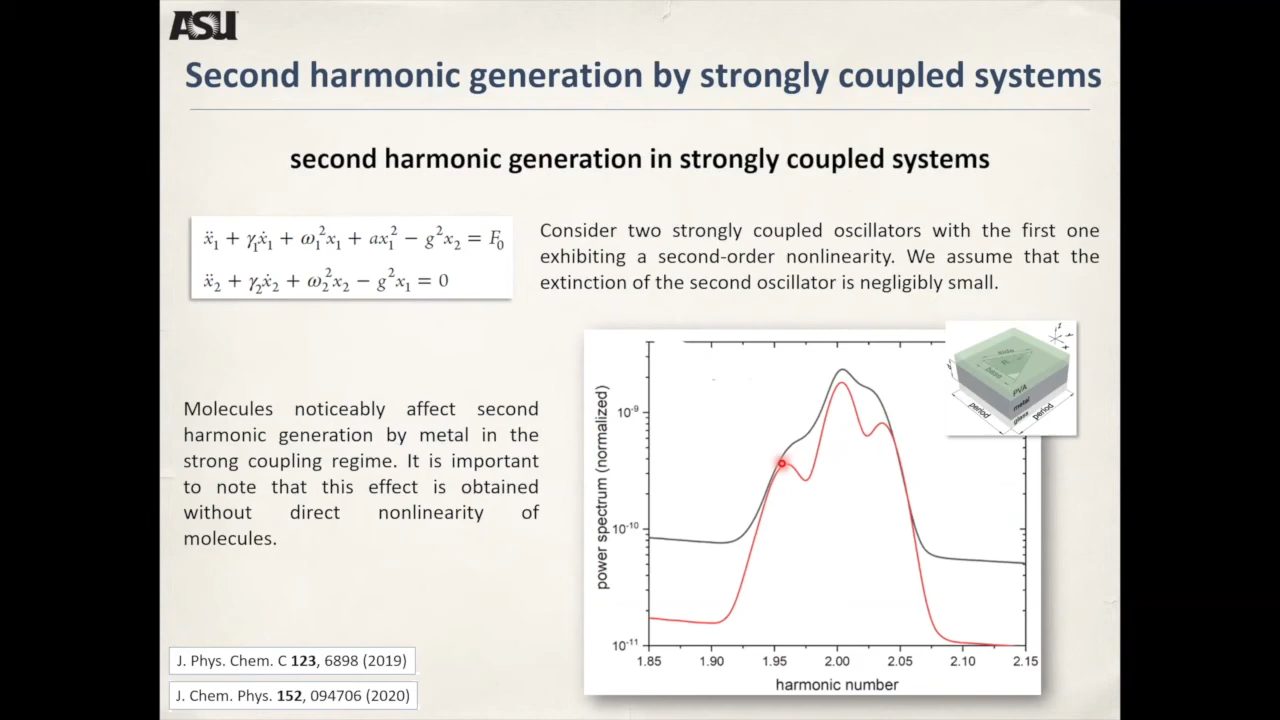 ASU
Second harmonic generation by strongly coupled systems
second harmonic generation in strongly coupled systems
ẍ₁ + γ₁ẋ₁ + ω₁²x₁ + ax₁² − g²x₂ = F₀
ẍ₂ + γ₂ẋ₂ + ω₂²x₂ − g²x₁ = 0
Consider two strongly coupled oscillators with the first one
exhibiting a second-order nonlinearity. We assume that the
extinction of the second oscillator is negligibly small.
Molecules noticeably affect second
harmonic generation by metal in the
strong coupling regime. It is important
to note that this effect is obtained
without direct nonlinearity of
molecules.
PVA
metal
glass
period
period
base
power spectrum (normalized)
10⁻⁹
10⁻¹⁰
10⁻¹¹
1.85 1.90 1.95 2.00 2.05 2.10 2.15
harmonic number
J. Phys. Chem. C 123, 6898 (2019)
J. Chem. Phys. 152, 094706 (2020)